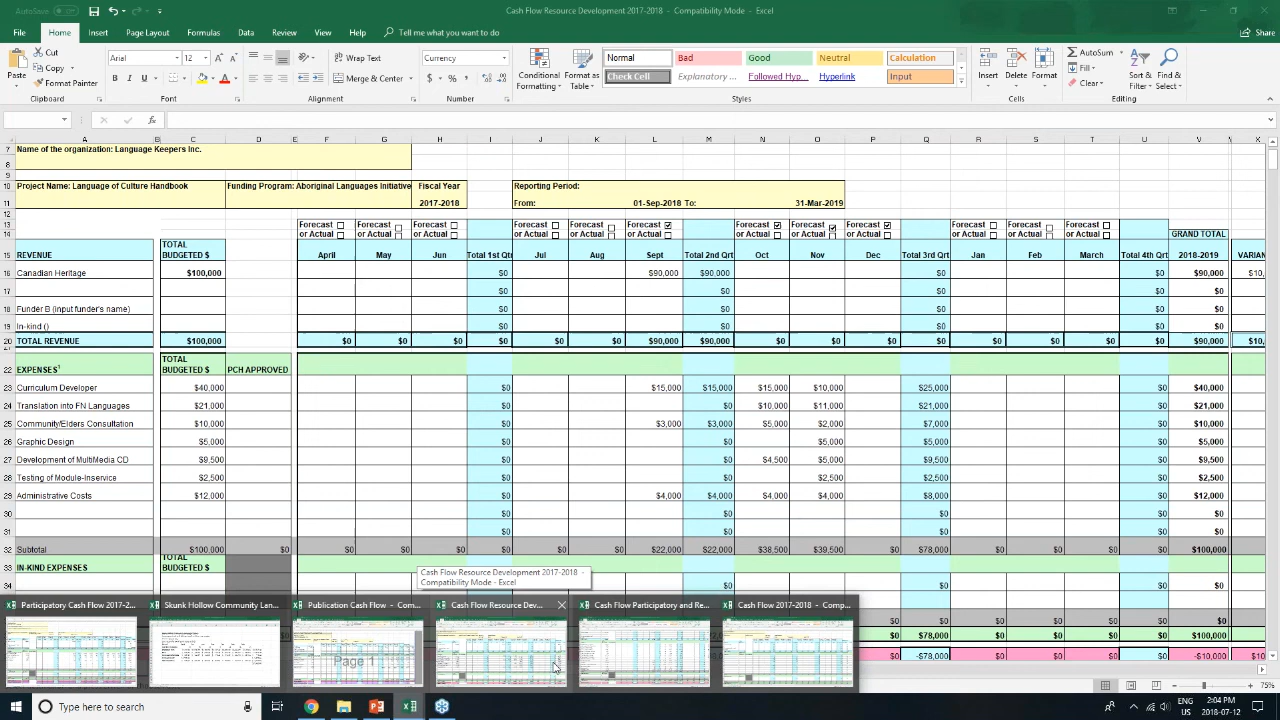 AutoSave
Cash Flow Resource Development 2017-2018 - Compatibility Mode - Excel
File Home Insert Page Layout Formulas Data Review View Help Tell me what you want to do Share
Paste
Cut
Copy
Format Painter
Clipboard
Arial 12
B I U
Font
Wrap Text
Merge & Center
Alignment
Currency
$ % ,
Number
Conditional Formatting
Format as Table
Normal Bad Good Neutral Calculation
Check Cell Explanatory ... Followed Hyp... Hyperlink Input
Styles
Insert Delete Format
Cells
AutoSum
Fill
Clear
Sort & Filter
Find & Select
Editing
fx
A B C D E F G H I J K L M N O P Q R S T U V W X
7 Name of the organization: Language Keepers Inc.
8
9
10 Project Name: Language of Culture Handbook Funding Program: Aboriginal Languages Initiative Fiscal Year Reporting Period:
11 2017-2018 From: 01-Sep-2018 To: 31-Mar-2019
12
Forecast Forecast Forecast Forecast Forecast Forecast Forecast Forecast Forecast Forecast Forecast Forecast
14 or Actual or Actual or Actual or Actual or Actual or Actual or Actual or Actual or Actual or Actual or Actual or Actual GRAND TOTAL
15 REVENUE TOTAL BUDGETED $ April May Jun Total 1st Qtr Jul Aug Sept Total 2nd Qrt Oct Nov Dec Total 3rd Qrt Jan Feb March Total 4th Qrt 2018-2019 VARIAN
16 Canadian Heritage $100,000 $0 $90,000 $90,000 $0 $0 $90,000 $10,
17 $0 $0 $0 $0 $0
18 Funder B (input funder's name) $0 $0 $0 $0 $0
19 In-kind () $0 $0 $0 $0 $0
20 TOTAL REVENUE $100,000 $0 $0 $0 $0 $0 $0 $90,000 $90,000 $0 $0 $0 $0 $0 $0 $0 $0 $90,000 $10,
22 EXPENSES1 TOTAL BUDGETED $ PCH APPROVED
23 Curriculum Developer $40,000 $0 $15,000 $15,000 $15,000 $10,000 $25,000 $0 $40,000
24 Translation into FN Languages $21,000 $0 $0 $10,000 $11,000 $21,000 $0 $21,000
25 Community/Elders Consultation $10,000 $0 $3,000 $3,000 $5,000 $2,000 $7,000 $0 $10,000
26 Graphic Design $5,000 $0 $0 $5,000 $5,000 $0 $5,000
27 Development of MultiMedia CD $9,500 $0 $0 $4,500 $5,000 $9,500 $0 $9,500
28 Testing of Module-Inservice $2,500 $0 $0 $2,500 $2,500 $0 $2,500
29 Administrative Costs $12,000 $0 $4,000 $4,000 $4,000 $4,000 $8,000 $0 $12,000
30 $0 $0 $0 $0 $0
31 $0 $0 $0 $0 $0
32 Subtotal $100,000 $0 $0 $0 $0 $0 $0 $0 $22,000 $22,000 $38,500 $39,500 $0 $78,000 $0 $0 $0 $0 $100,000
33 IN-KIND EXPENSES TOTAL BUDGETED $
34 $0 $0 $0 $0 $0
Cash Flow Resource Development 2017-2018 -
Compatibility Mode - Excel
Participatory Cash Flow 2017-2... Skunk Hollow Community Lan... Publication Cash Flow - Com... Cash Flow Resource Dev... Cash Flow Participatory and Re... Cash Flow 2017-2018 - Comp...
$0 $0 $0 $0 $0 $0 $0
$0 $78,000 $0 $0 $0 $0 $100,000
$0 -$78,000 $0 $0 $0 $0 -$10,000
Page 1
75%
Type here to search
ENG
US
2:04 PM
2018-07-12